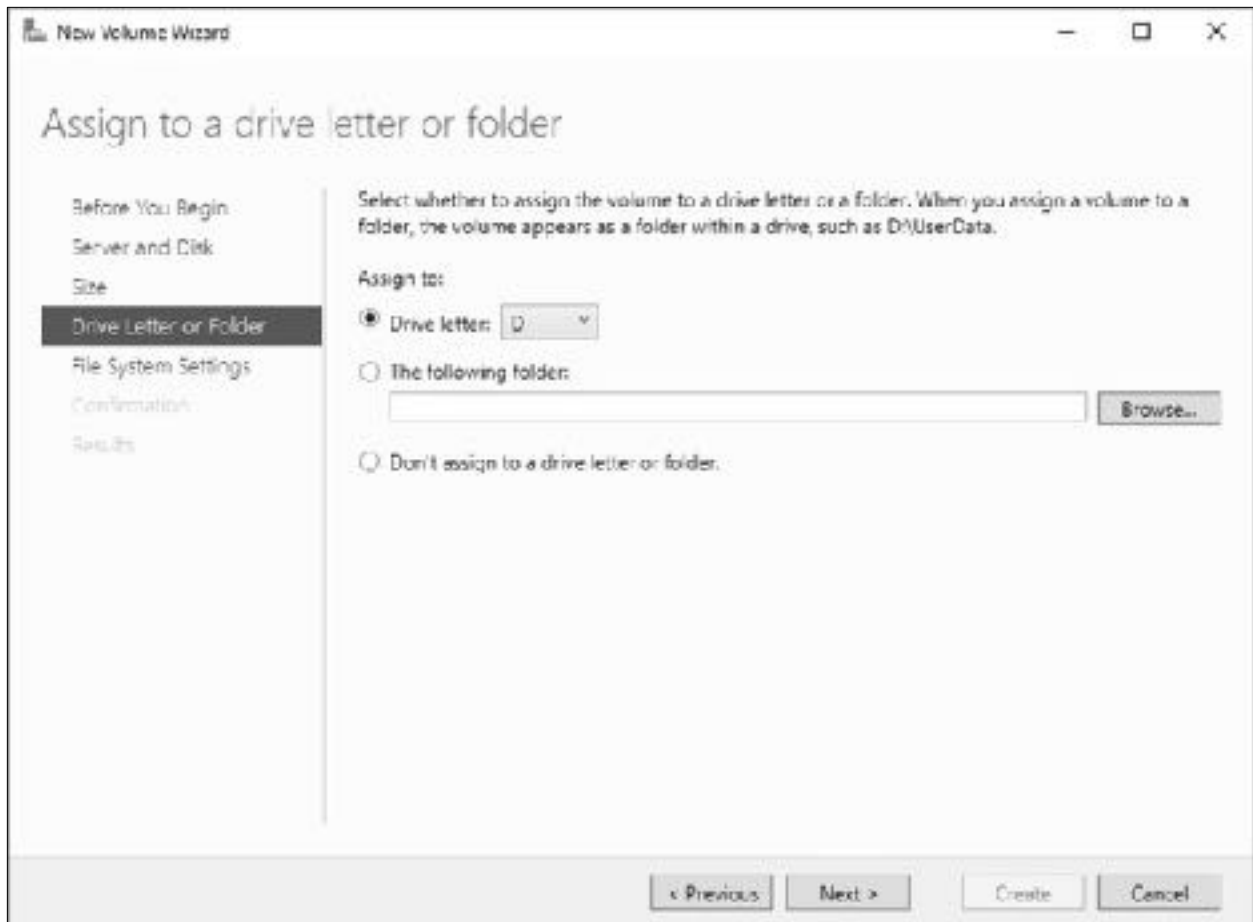 New Volume Wizard
Assign to a drive letter or folder
Before You Begin
Server and Disk
Size
Drive Letter or Folder
File System Settings
Confirmation
Results
Select whether to assign the volume to a drive letter or a folder. When you assign a volume to a
folder, the volume appears as a folder within a drive, such as D:\UserData.
Assign to:
Drive letter: D
The following folder:
Browse...
Don't assign to a drive letter or folder.
< Previous
Next >
Create
Cancel